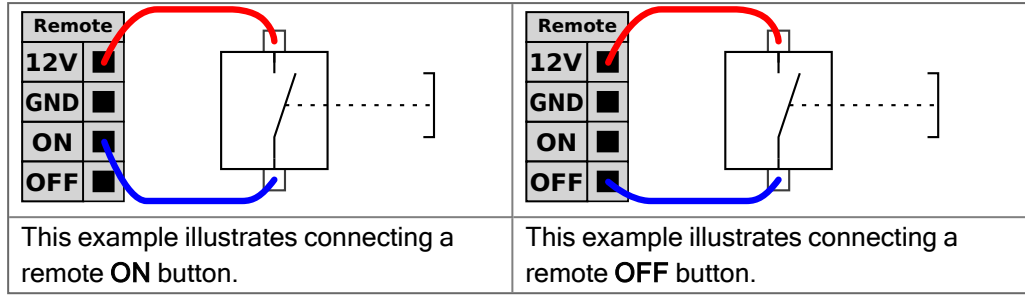 Remote
12V
GND
ON
OFF
This example illustrates connecting a
remote ON button.
Remote
12V
GND
ON
OFF
This example illustrates connecting a
remote OFF button.